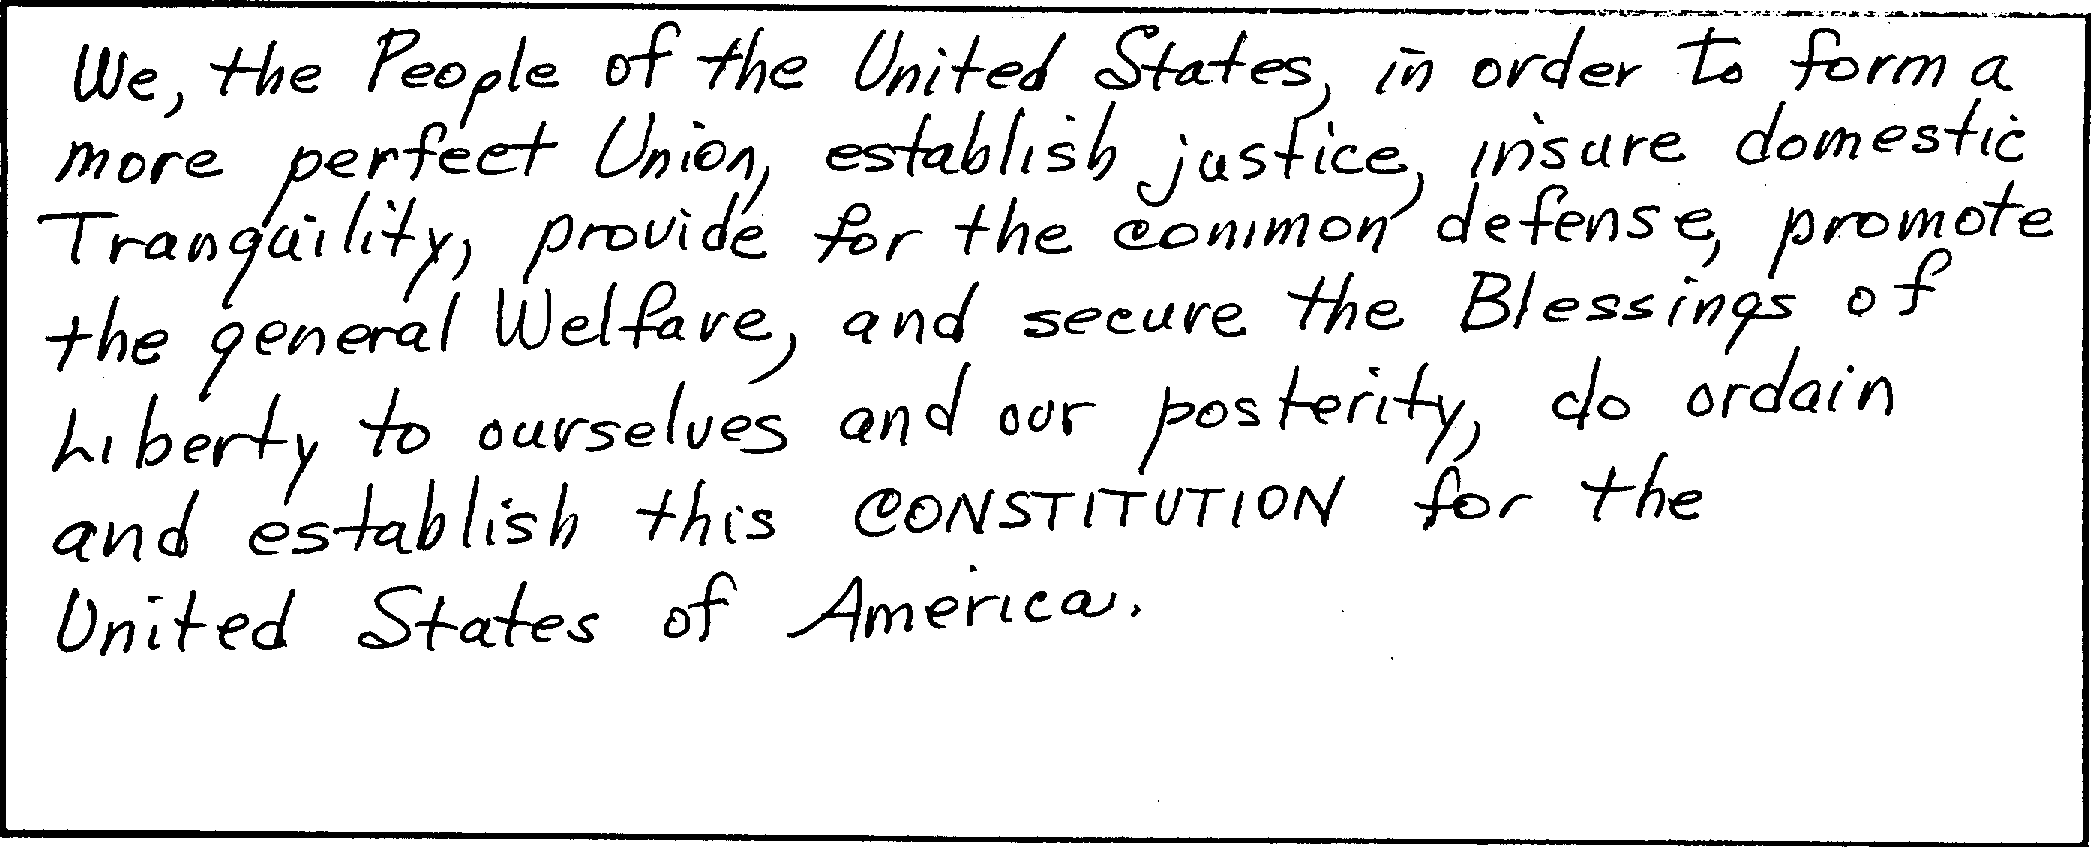 We, the People of the United States, in order to form a
more perfect Union, establish justice, insure domestic
Tranquility, provide for the common defense, promote
the general Welfare, and secure the Blessings of
Liberty to ourselves and our posterity, do ordain
and establish this CONSTITUTION for the
United States of America.